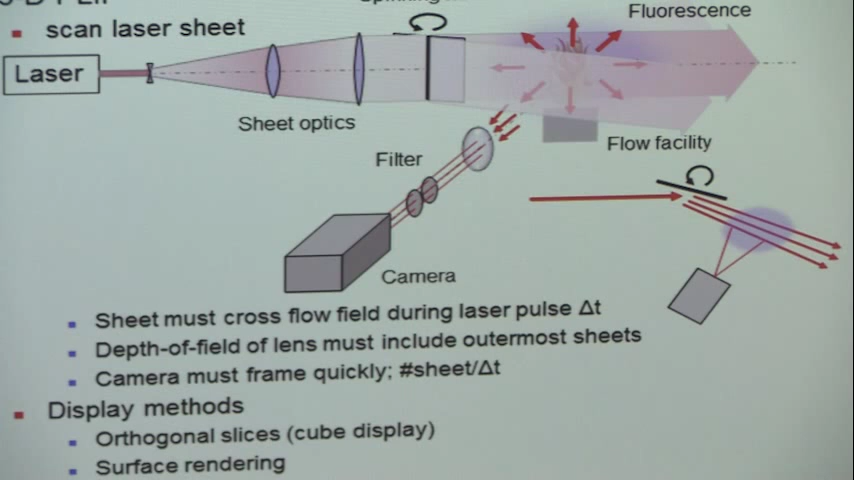 scan laser sheet
Fluorescence
Laser
Sheet optics
Flow facility
Filter
Camera
Sheet must cross flow field during laser pulse Δt
Depth-of-field of lens must include outermost sheets
Camera must frame quickly: #sheet/Δt
Display methods
Orthogonal slices (cube display)
Surface rendering